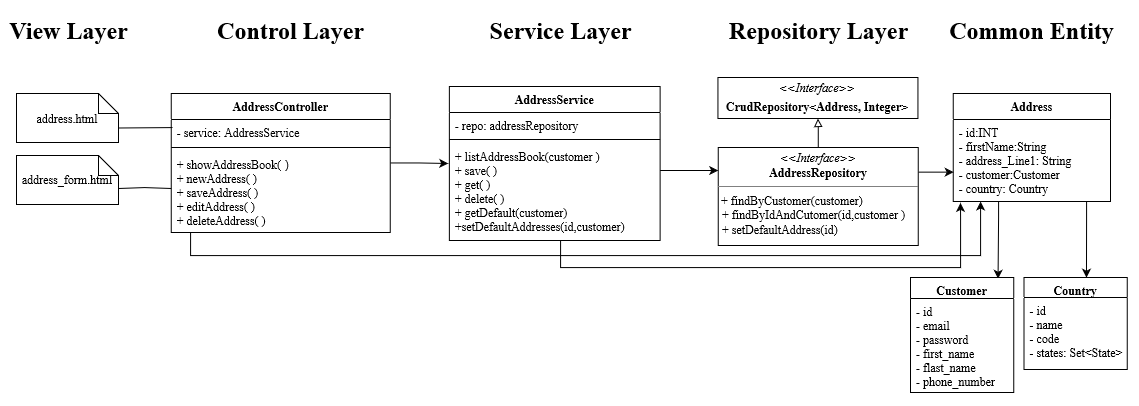 View Layer
Control Layer
Service Layer
Repository Layer
Common Entity
address.html
address_form.html
AddressController
- service: AddressService
+ showAddressBook( )
+ newAddress( )
+ saveAddress( )
+ editAddress( )
+ deleteAddress( )
AddressService
- repo: addressRepository
+ listAddressBook(customer )
+ save( )
+ get( )
+ delete( )
+ getDefault(customer)
+setDefaultAddresses(id,customer)
<<Interface>>
CrudRepository<Address, Integer>
<<Interface>>
AddressRepository
+ findByCustomer(customer)
+ findByIdAndCutomer(id,customer )
+ setDefaultAddress(id)
Address
- id:INT
- firstName:String
- address_Line1: String
- customer:Customer
- country: Country
Customer
- id
- email
- password
- first_name
- flast_name
- phone_number
Country
- id
- name
- code
- states: Set<State>